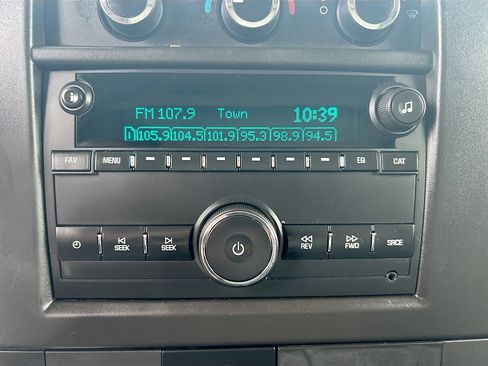 FM 107.9 Town 10:39
1 105.9 104.5 101.9 95.3 98.9 94.5
FAV MENU EQ CAT
SEEK SEEK REV FWD SRCE